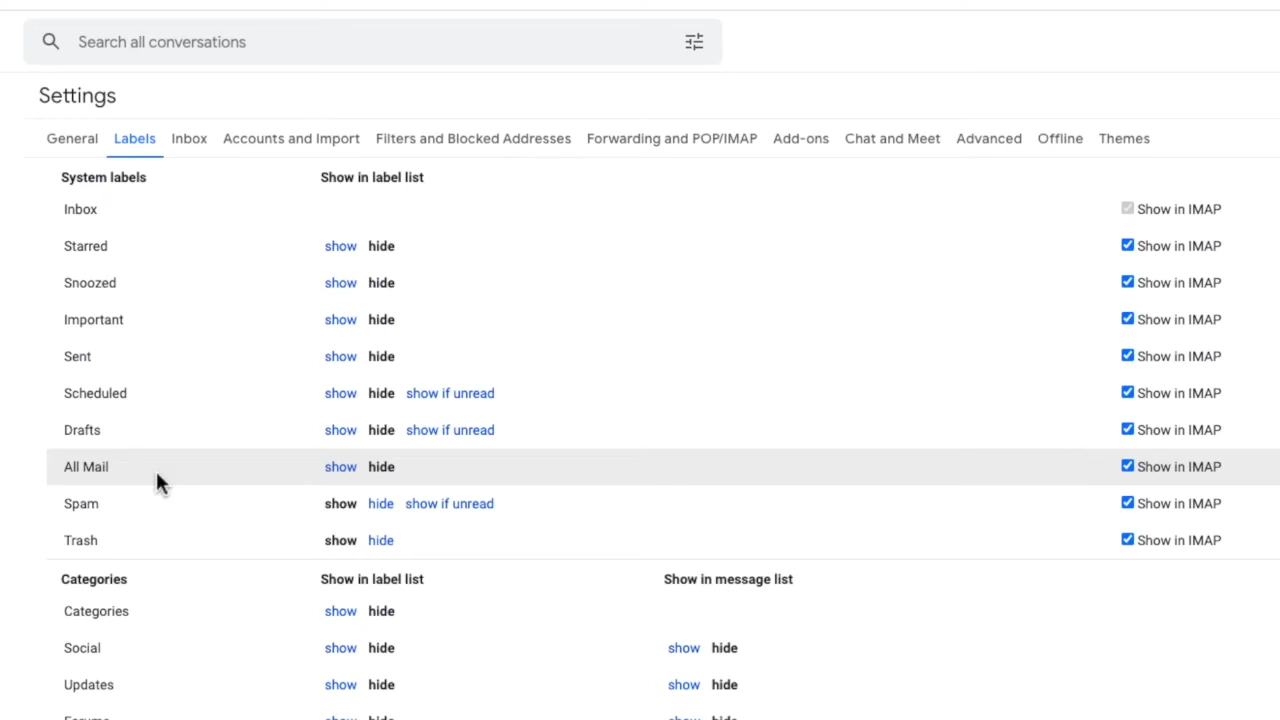 Search all conversations
Settings
General Labels Inbox Accounts and Import Filters and Blocked Addresses Forwarding and POP/IMAP Add-ons Chat and Meet Advanced Offline Themes
System labels Show in label list
Inbox Show in IMAP
Starred show hide Show in IMAP
Snoozed show hide Show in IMAP
Important show hide Show in IMAP
Sent show hide Show in IMAP
Scheduled show hide show if unread Show in IMAP
Drafts show hide show if unread Show in IMAP
All Mail show hide Show in IMAP
Spam show hide show if unread Show in IMAP
Trash show hide Show in IMAP
Categories Show in label list Show in message list
Categories show hide
Social show hide show hide
Updates show hide show hide